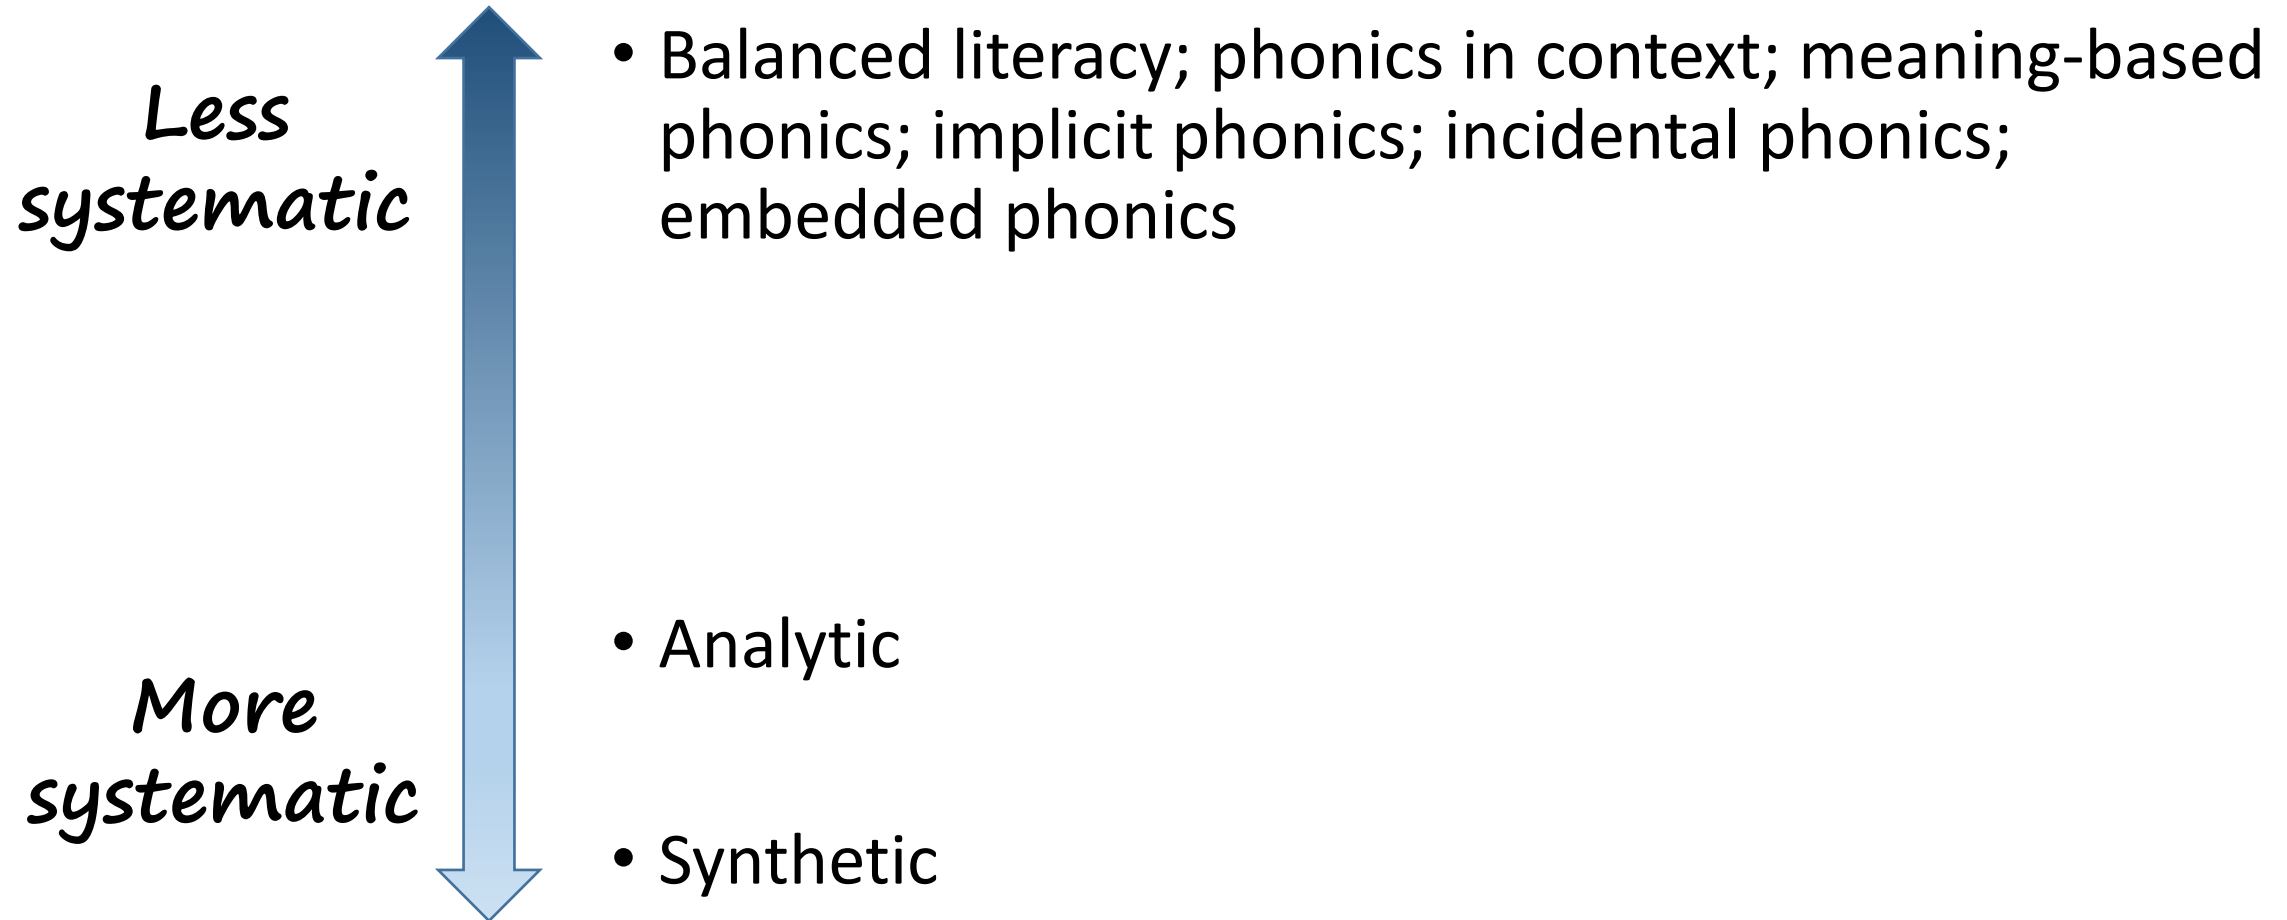 Less
systematic
• Balanced literacy; phonics in context; meaning-based
phonics; implicit phonics; incidental phonics;
embedded phonics
More
systematic
• Analytic
• Synthetic